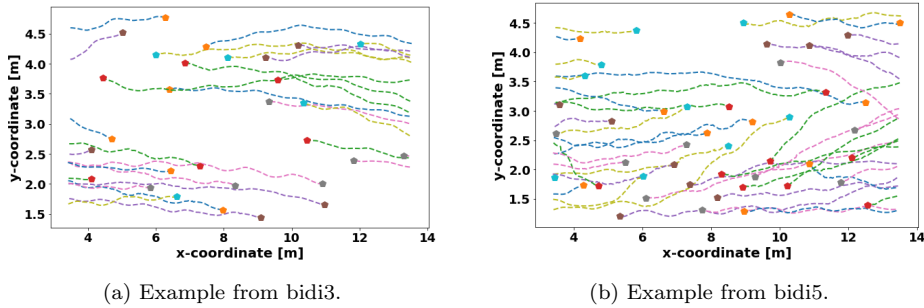 4.5
4.0
3.5
3.0
2.5
2.0
1.5
y-coordinate [m]
4 6 8 10 12 14
x-coordinate [m]
4.5
4.0
3.5
3.0
2.5
2.0
1.5
y-coordinate [m]
4 6 8 10 12 14
x-coordinate [m]
(a) Example from bidi3.
(b) Example from bidi5.